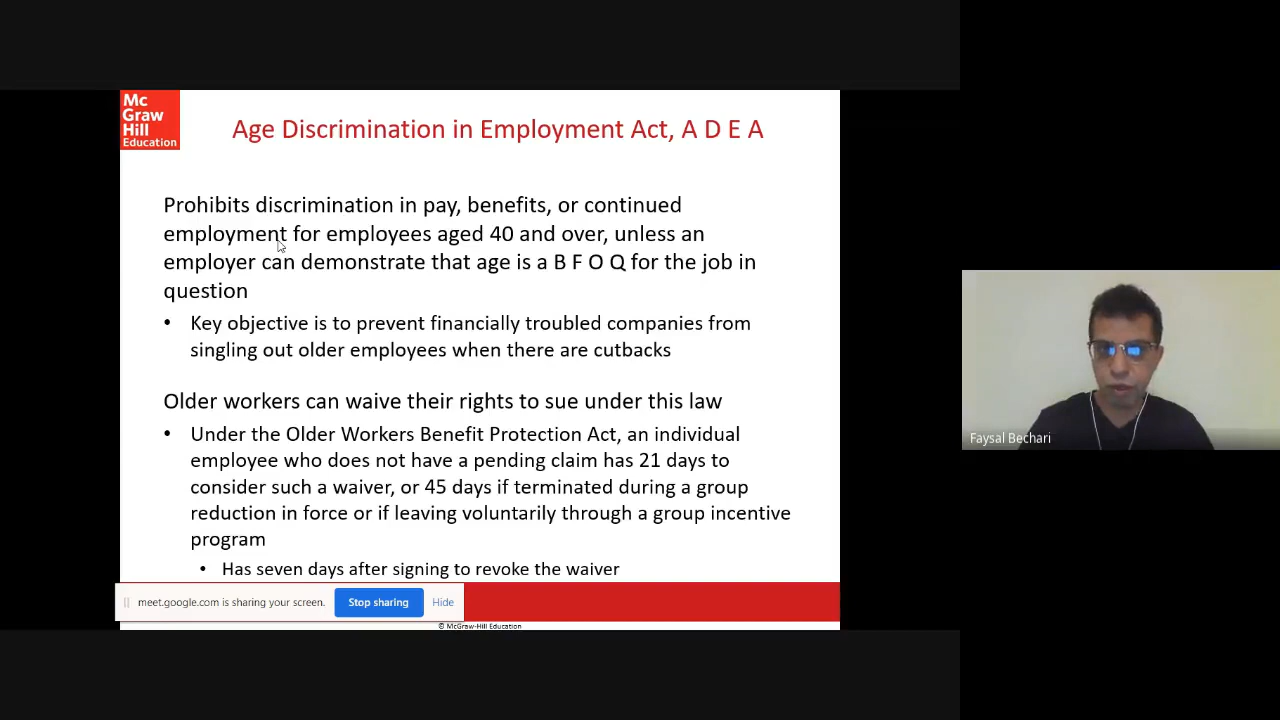 Mc
Graw
Hill
Education
Age Discrimination in Employment Act, A D E A
Prohibits discrimination in pay, benefits, or continued
employment for employees aged 40 and over, unless an
employer can demonstrate that age is a B F O Q for the job in
question
• Key objective is to prevent financially troubled companies from
singling out older employees when there are cutbacks
Older workers can waive their rights to sue under this law
• Under the Older Workers Benefit Protection Act, an individual
employee who does not have a pending claim has 21 days to
consider such a waiver, or 45 days if terminated during a group
reduction in force or if leaving voluntarily through a group incentive
program
• Has seven days after signing to revoke the waiver
meet.google.com is sharing your screen. Stop sharing Hide
© McGraw-Hill Education
Faysal Bechari